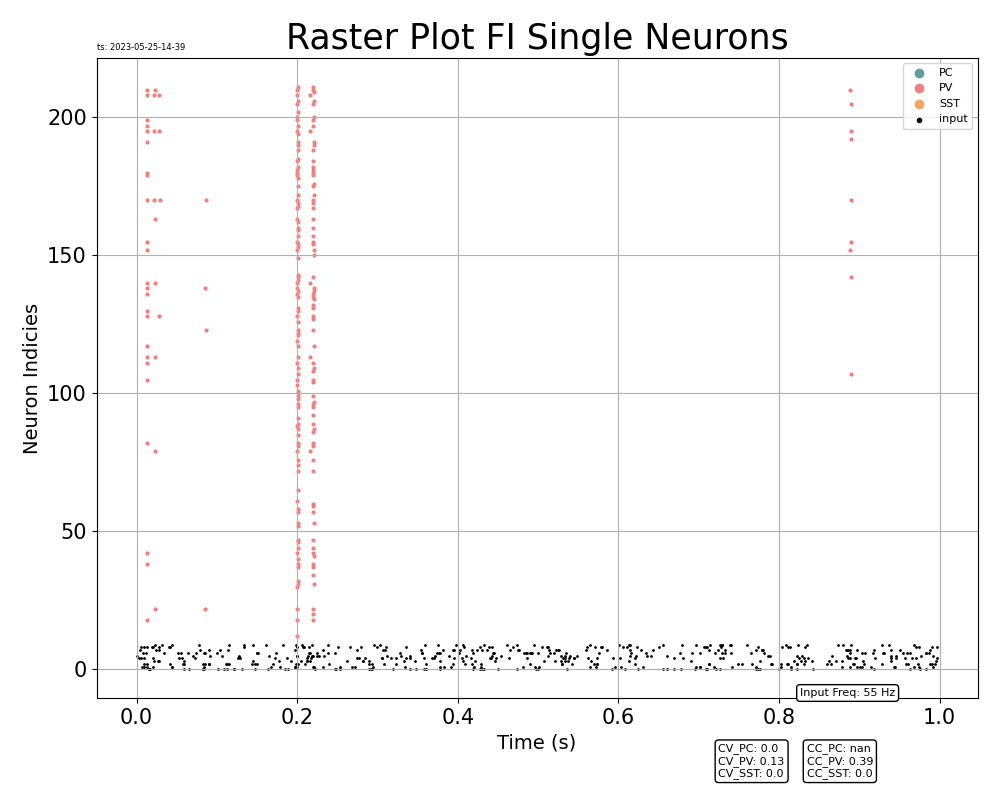 Raster Plot FI Single Neurons
ts: 2023-05-25-14-39
PC
PV
SST
input
200
150
100
50
0
Neuron Indicies
0.0 0.2 0.4 0.6 0.8 1.0
Time (s)
Input Freq: 55 Hz
CV_PC: 0.0
CV_PV: 0.13
CV_SST: 0.0
CC_PC: nan
CC_PV: 0.39
CC_SST: 0.0